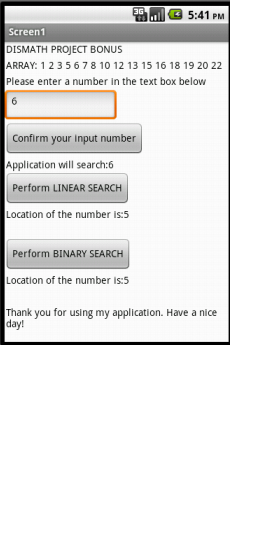 3G
5:41 PM
Screen1
DISMATH PROJECT BONUS
ARRAY: 1 2 3 5 6 7 8 10 12 13 15 16 18 19 20 22
Please enter a number in the text box below
6
Confirm your input number
Application will search:6
Perform LINEAR SEARCH
Location of the number is:5
Perform BINARY SEARCH
Location of the number is:5
Thank you for using my application. Have a nice
day!